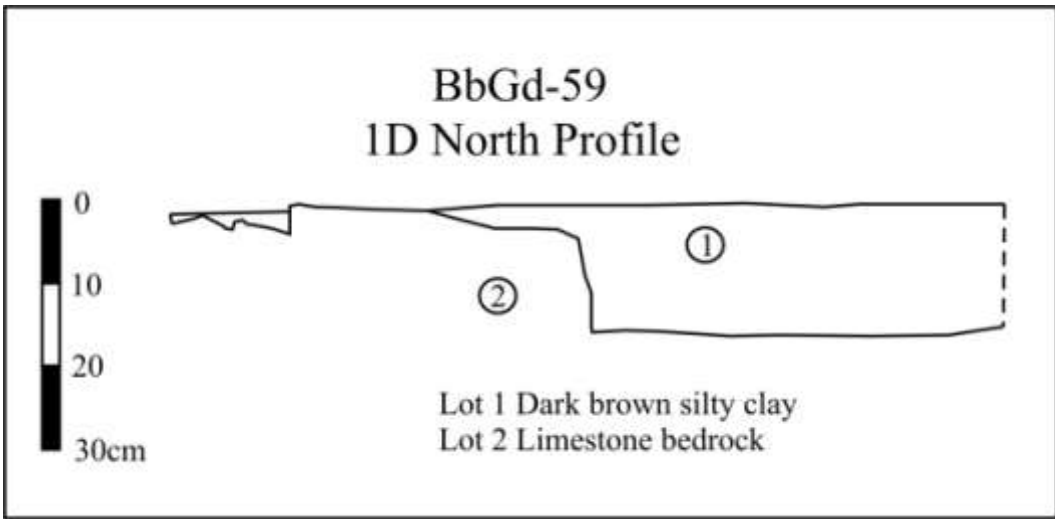 BbGd-59
1D North Profile
0
10
20
30cm
1
2
Lot 1 Dark brown silty clay
Lot 2 Limestone bedrock